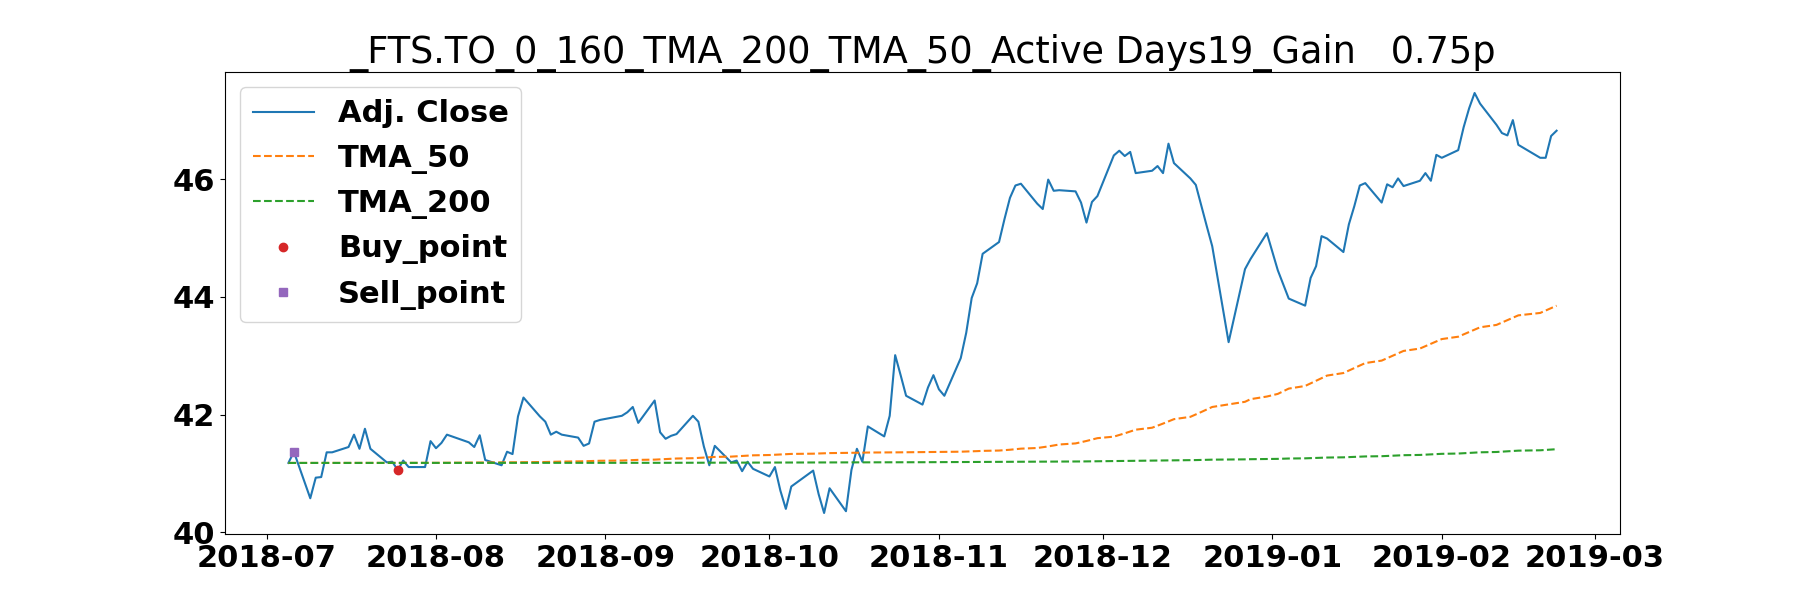 _FTS.TO_0_160_TMA_200_TMA_50_Active Days19_Gain   0.75p
Adj. Close
TMA_50
TMA_200
Buy_point
Sell_point
46
44
42
40
2018-07 2018-08 2018-09 2018-10 2018-11 2018-12 2019-01 2019-02 2019-03